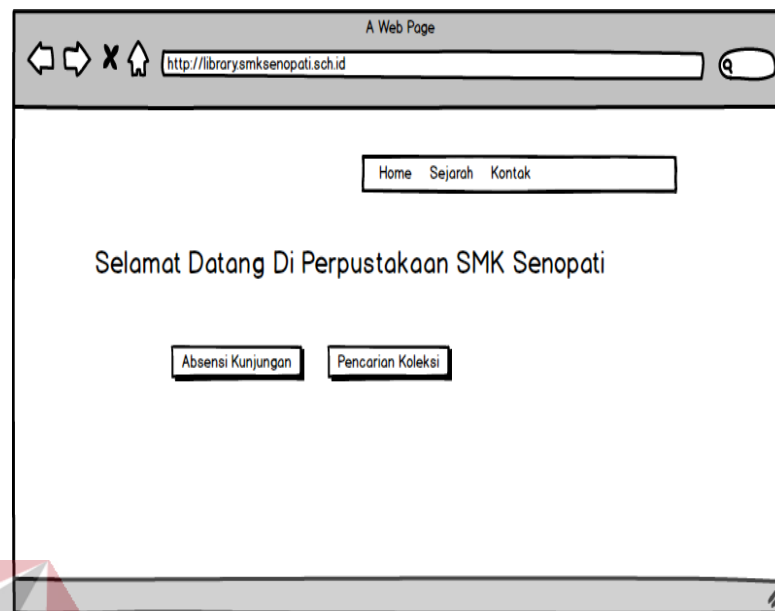 A Web Page
http://library.smksenopati.sch.id
Home Sejarah Kontak
Selamat Datang Di Perpustakaan SMK Senopati
Absensi Kunjungan Pencarian Koleksi